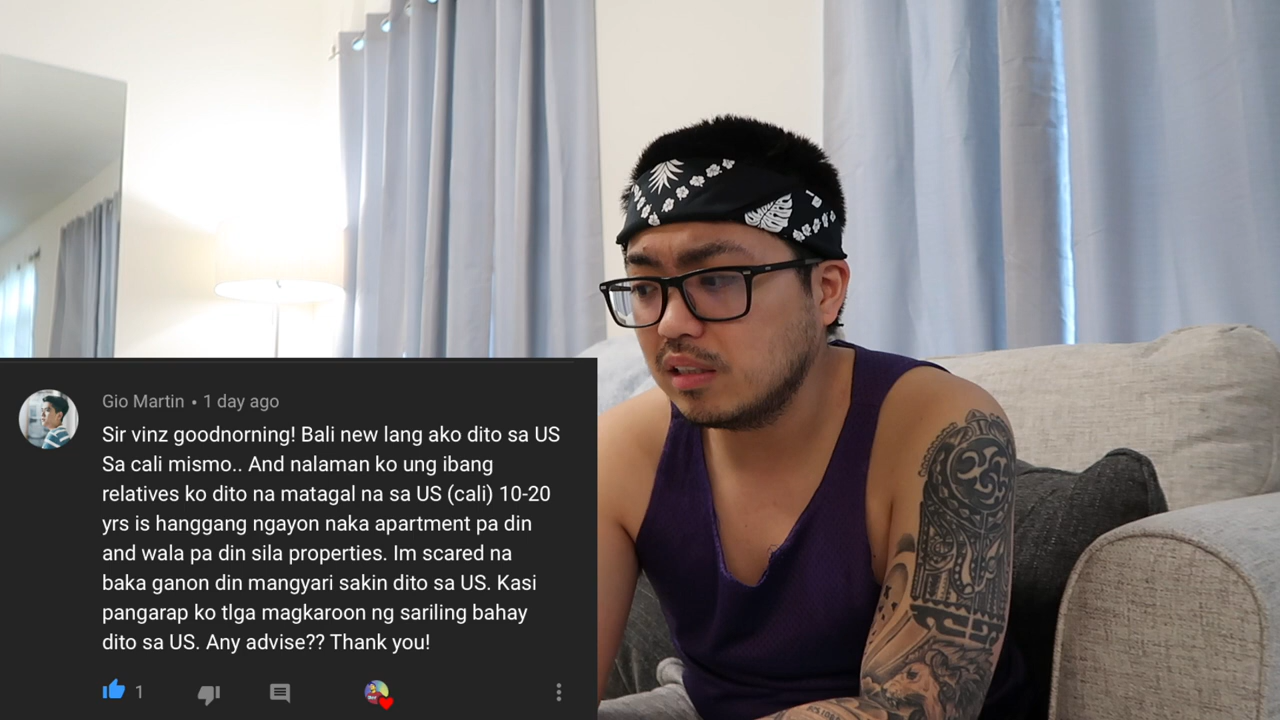 Gio Martin • 1 day ago
Sir vinz goodnorning! Bali new lang ako dito sa US
Sa cali mismo.. And nalaman ko ung ibang
relatives ko dito na matagal na sa US (cali) 10-20
yrs is hanggang ngayon naka apartment pa din
and wala pa din sila properties. Im scared na
baka ganon din mangyari sakin dito sa US. Kasi
pangarap ko tlga magkaroon ng sariling bahay
dito sa US. Any advise?? Thank you!
1